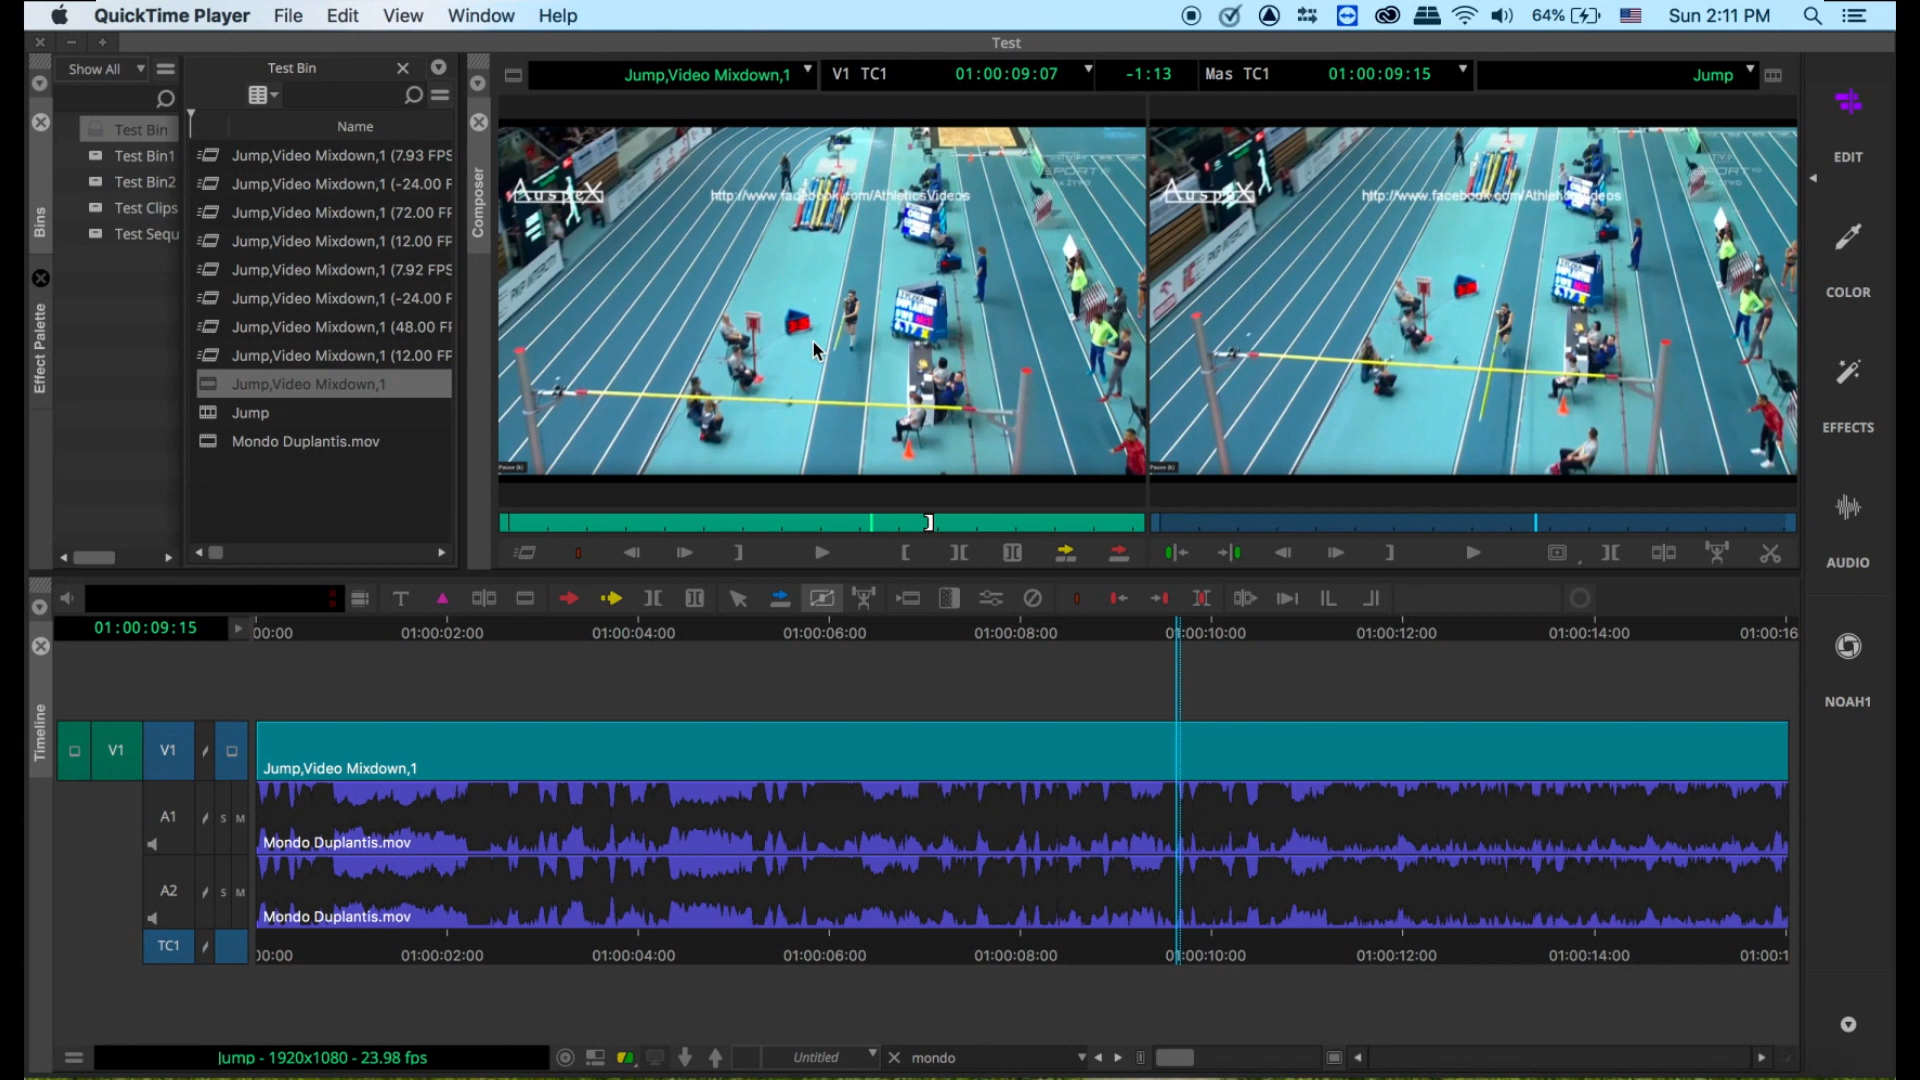 QuickTime Player File Edit View Window Help 64% Sun 2:11 PM
Test
Show All Test Bin
Jump,Video Mixdown,1 V1 TC1 01:00:09:07 -1:13 Mas TC1 01:00:09:15 Jump
Name
Test Bin
Test Bin1
Test Bin2
Test Clips
Test Sequ
Jump,Video Mixdown,1 (7.93 FPS
Jump,Video Mixdown,1 (-24.00 F
Jump,Video Mixdown,1 (72.00 FF
Jump,Video Mixdown,1 (12.00 FF
Jump,Video Mixdown,1 (7.92 FPS
Jump,Video Mixdown,1 (-24.00 F
Jump,Video Mixdown,1 (48.00 FF
Jump,Video Mixdown,1 (12.00 FF
Jump,Video Mixdown,1
Jump
Mondo Duplantis.mov
Bins
Effect Palette
Composer
AuspeX http://www.facebook.com/AthleticsVideos
AuspeX http://www.facebook.com/AthleticsVideos
Pause (k)
Pause (k)
EDIT
COLOR
EFFECTS
AUDIO
NOAH1
Timeline
01:00:09:15 00:00 01:00:02:00 01:00:04:00 01:00:06:00 01:00:08:00 01:00:10:00 01:00:12:00 01:00:14:00 01:00:16
V1 V1
Jump,Video Mixdown,1
A1 S M
Mondo Duplantis.mov
A2 S M
Mondo Duplantis.mov
TC1 00:00 01:00:02:00 01:00:04:00 01:00:06:00 01:00:08:00 01:00:10:00 01:00:12:00 01:00:14:00 01:00:1
Jump - 1920x1080 - 23.98 fps Untitled mondo